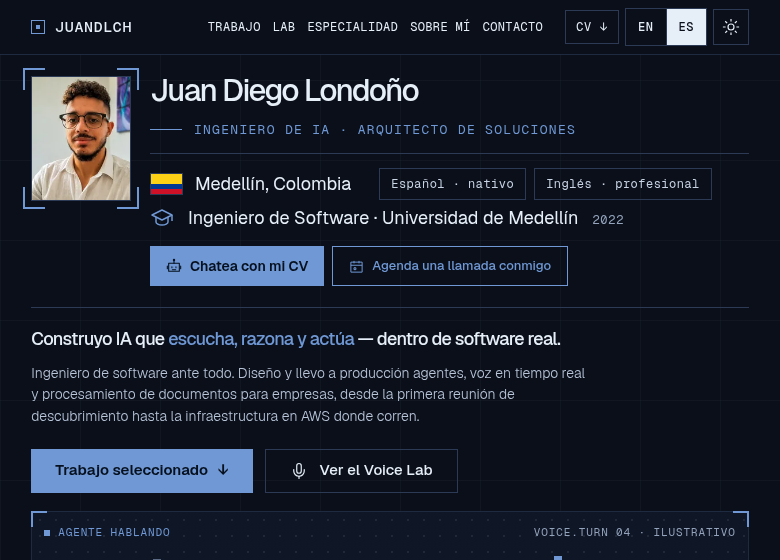 JUANDLCH
TRABAJO LAB ESPECIALIDAD SOBRE MÍ CONTACTO CV ↓ EN ES
Juan Diego Londoño
INGENIERO DE IA · ARQUITECTO DE SOLUCIONES
Medellín, Colombia
Español · nativo
Inglés · profesional
Ingeniero de Software · Universidad de Medellín 2022
Chatea con mi CV
Agenda una llamada conmigo
Construyo IA que escucha, razona y actúa — dentro de software real.
Ingeniero de software ante todo. Diseño y llevo a producción agentes, voz en tiempo real
y procesamiento de documentos para empresas, desde la primera reunión de
descubrimiento hasta la infraestructura en AWS donde corren.
Trabajo seleccionado ↓
Ver el Voice Lab
AGENTE HABLANDO
VOICE.TURN 04 · ILUSTRATIVO